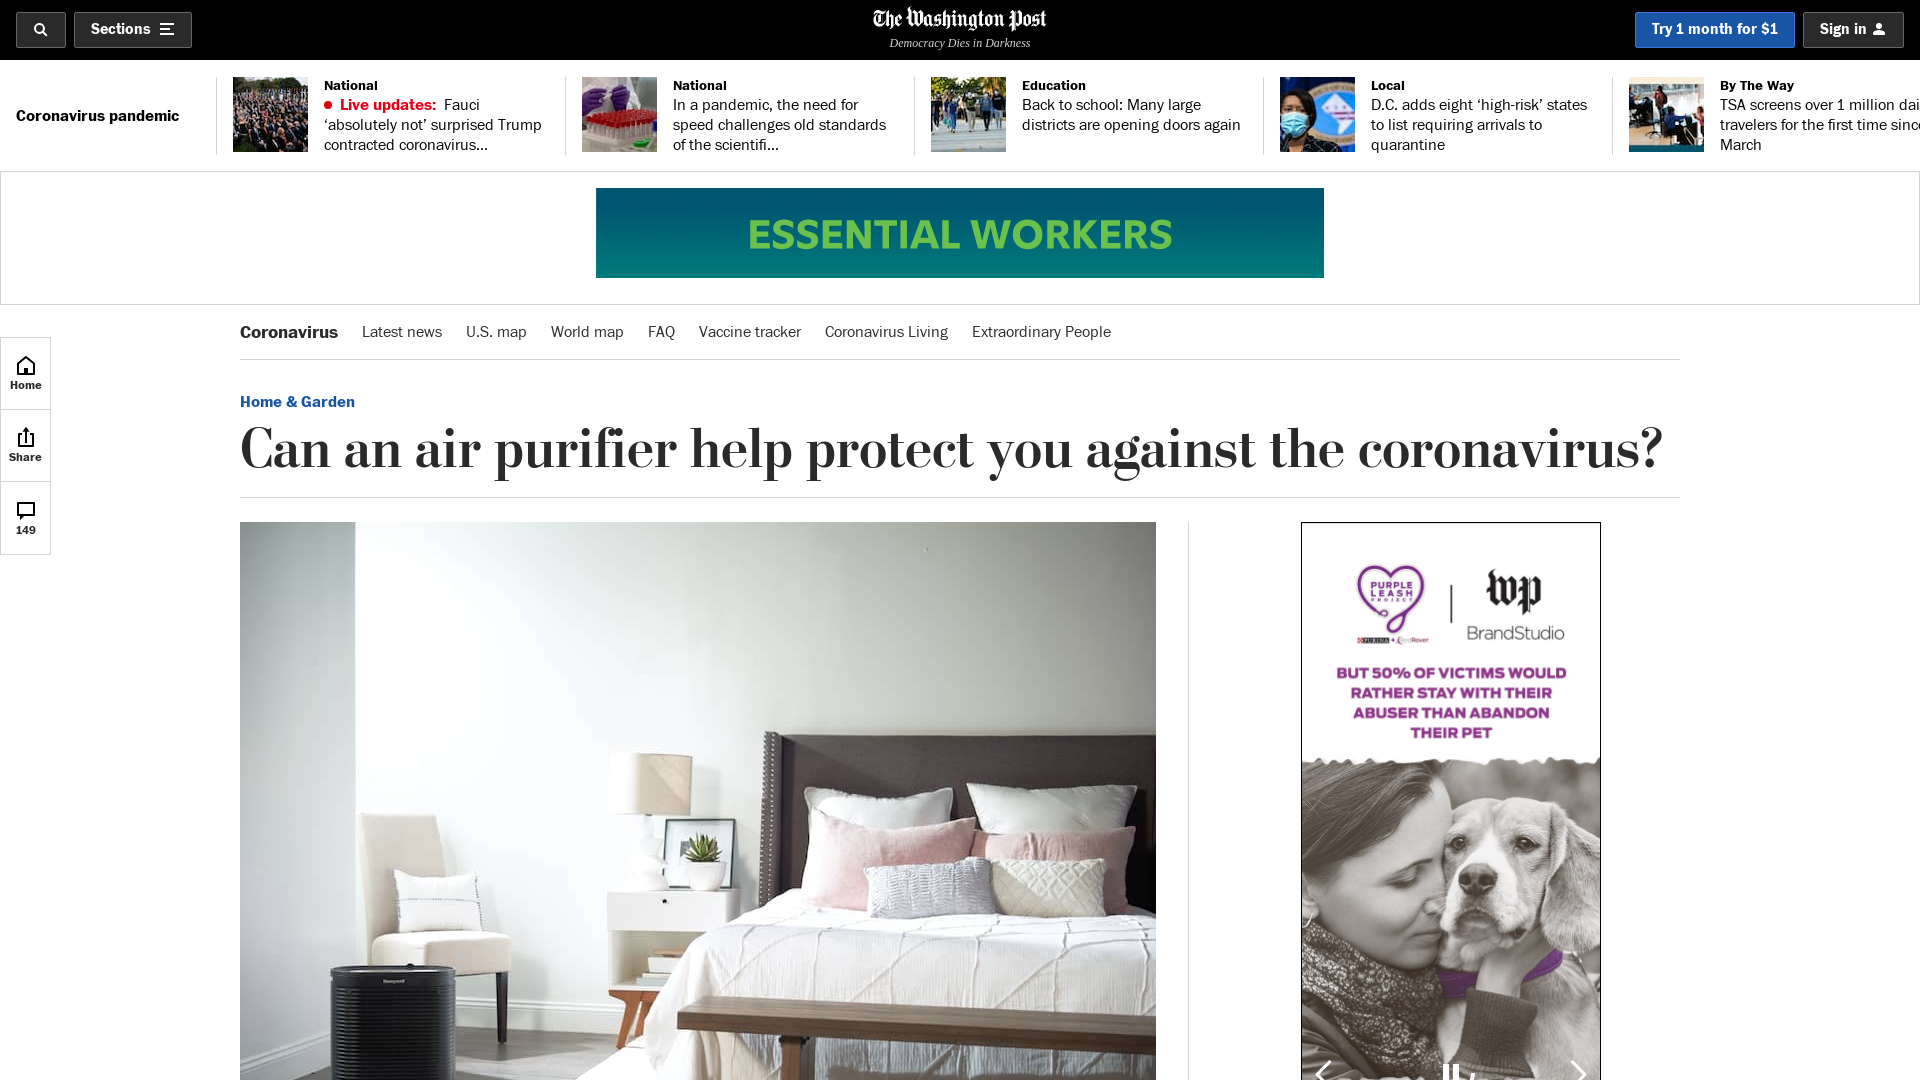 Sections
The Washington Post
Democracy Dies in Darkness
Try 1 month for $1
Sign in
Coronavirus pandemic
National
Live updates: Fauci
‘absolutely not’ surprised Trump
contracted coronavirus...
National
In a pandemic, the need for
speed challenges old standards
of the scientifi...
Education
Back to school: Many large
districts are opening doors again
Local
D.C. adds eight ‘high-risk’ states
to list requiring arrivals to
quarantine
By The Way
TSA screens over 1 million dai
travelers for the first time since
March
ESSENTIAL WORKERS
Coronavirus
Latest news
U.S. map
World map
FAQ
Vaccine tracker
Coronavirus Living
Extraordinary People
Home
Share
149
Home & Garden
Can an air purifier help protect you against the coronavirus?
Honeywell
PURPLE
LEASH
PROJECT
PURINA + RedRover
wp
BrandStudio
BUT 50% OF VICTIMS WOULD
RATHER STAY WITH THEIR
ABUSER THAN ABANDON
THEIR PET